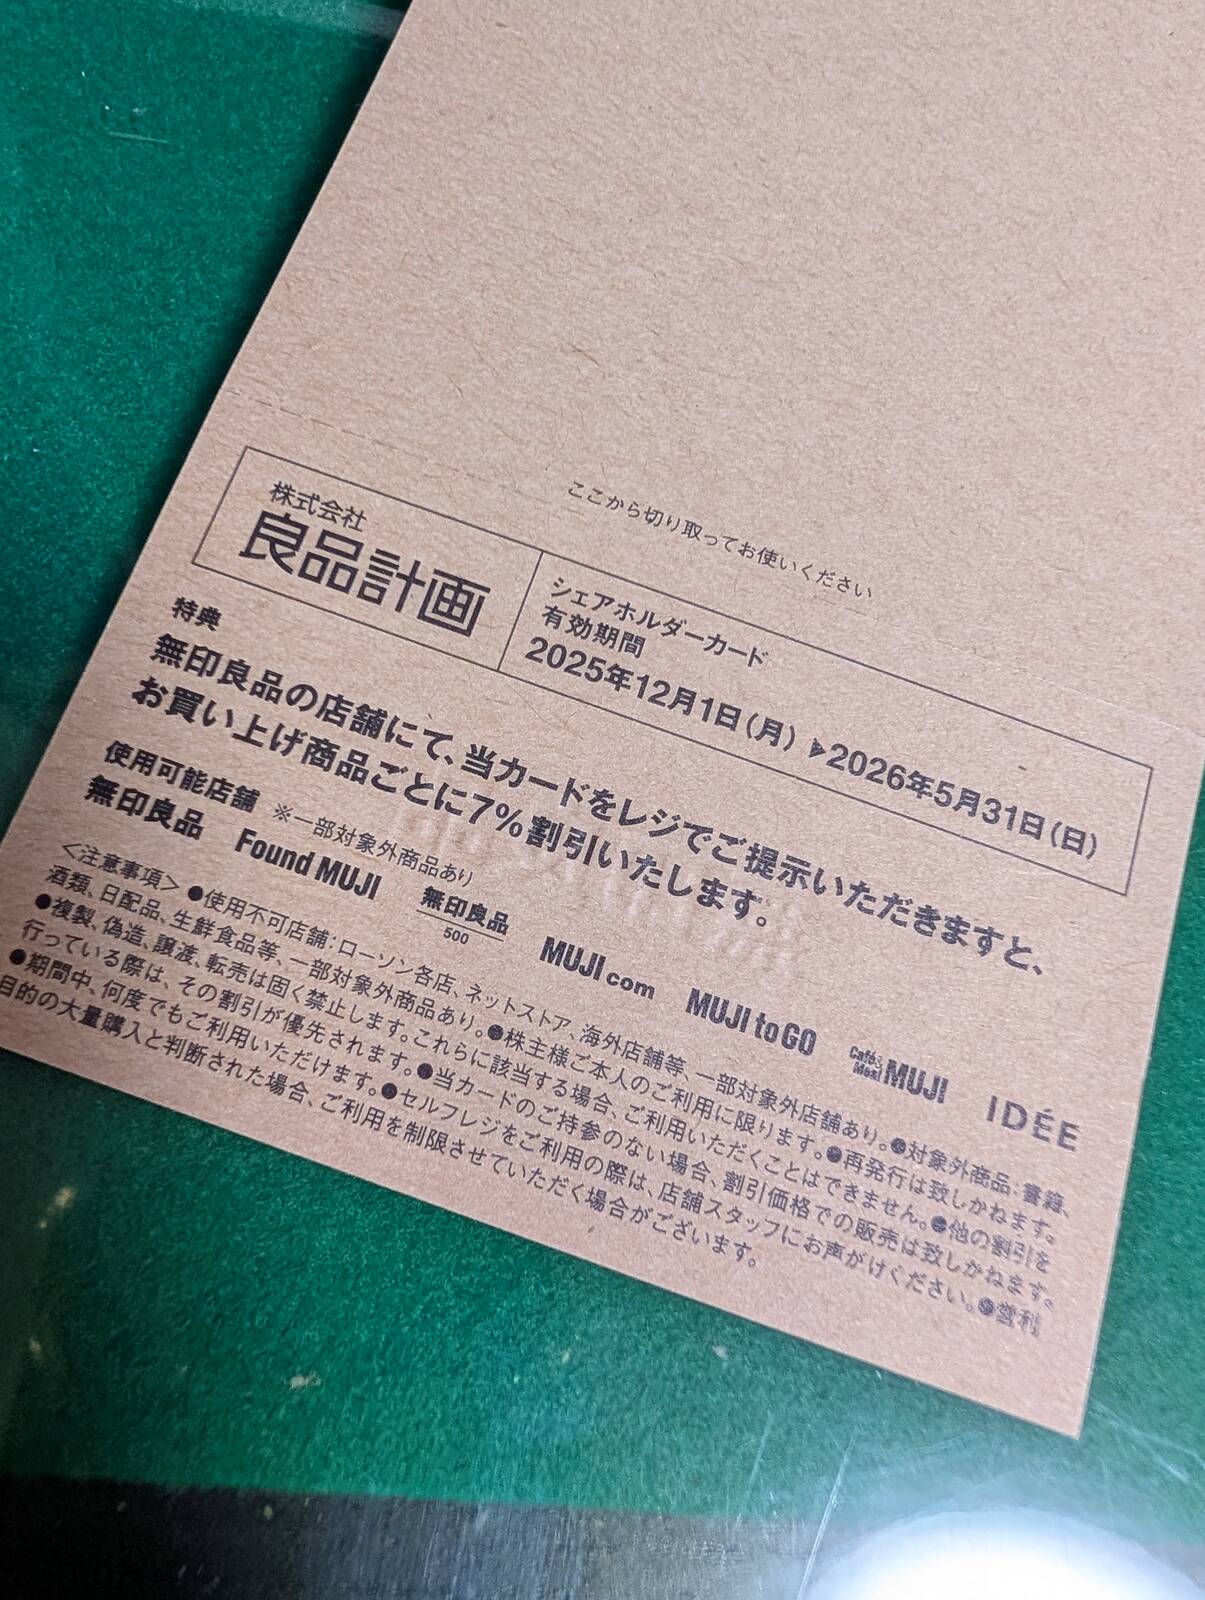 ここから切り取ってお使いください
株式会社
良品計画
シェアホルダーカード
有効期間
2025年12月1日(月)▶2026年5月31日(日)
特典
無印良品の店舗にて、当カードをレジでご提示いただきますと、
お買い上げ商品ごとに7%割引いたします。
使用可能店舗 ※一部対象外商品あり
無印良品 Found MUJI 無印良品 500 MUJI com MUJI to GO Café& Meal MUJI IDÉE
<注意事項> ●使用不可店舗:ローソン各店、ネットストア、海外店舗等、一部対象外店舗あり。●対象外商品:書籍、
酒類、日配品、生鮮食品等、一部対象外商品あり。●株主様ご本人のご利用に限ります。●再発行は致しかねます。
●複製、偽造、譲渡、転売は固く禁止します。これらに該当する場合、ご利用いただくことはできません。●他の割引を
行っている際は、その割引が優先されます。●当カードのご持参のない場合、割引価格での販売は致しかねます。
●期間中、何度でもご利用いただけます。●セルフレジをご利用の際は、店舗スタッフにお声がけください。●営利
目的の大量購入と判断された場合、ご利用を制限させていただく場合がございます。